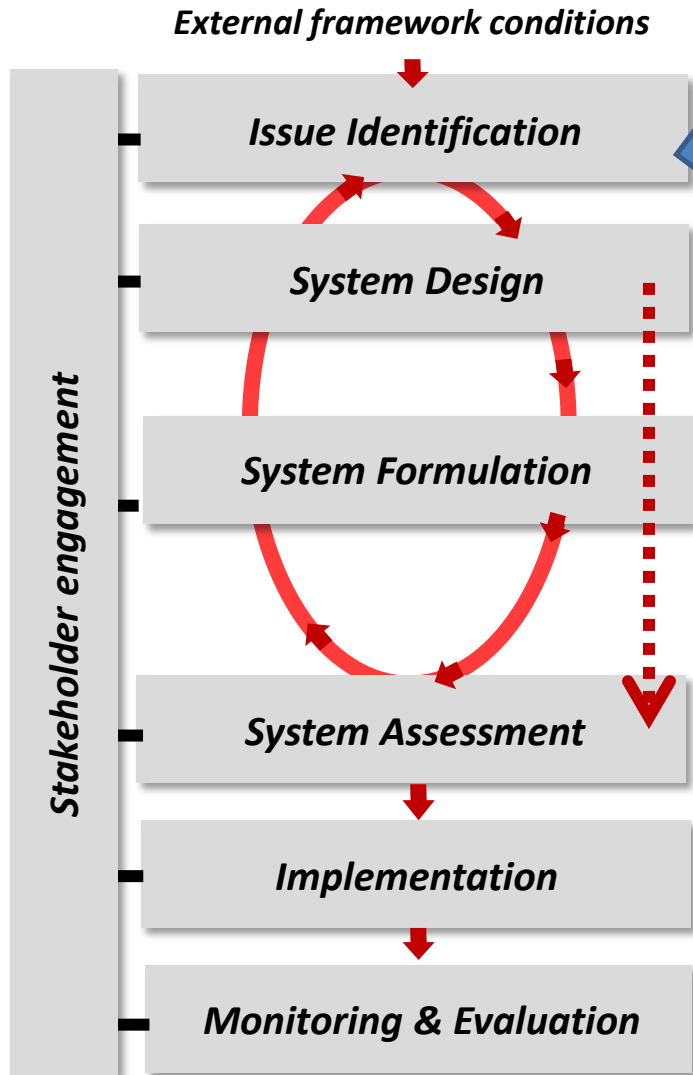 External framework conditions
Issue Identification
System Design
System Formulation
System Assessment
Implementation
Monitoring & Evaluation
Stakeholder engagement